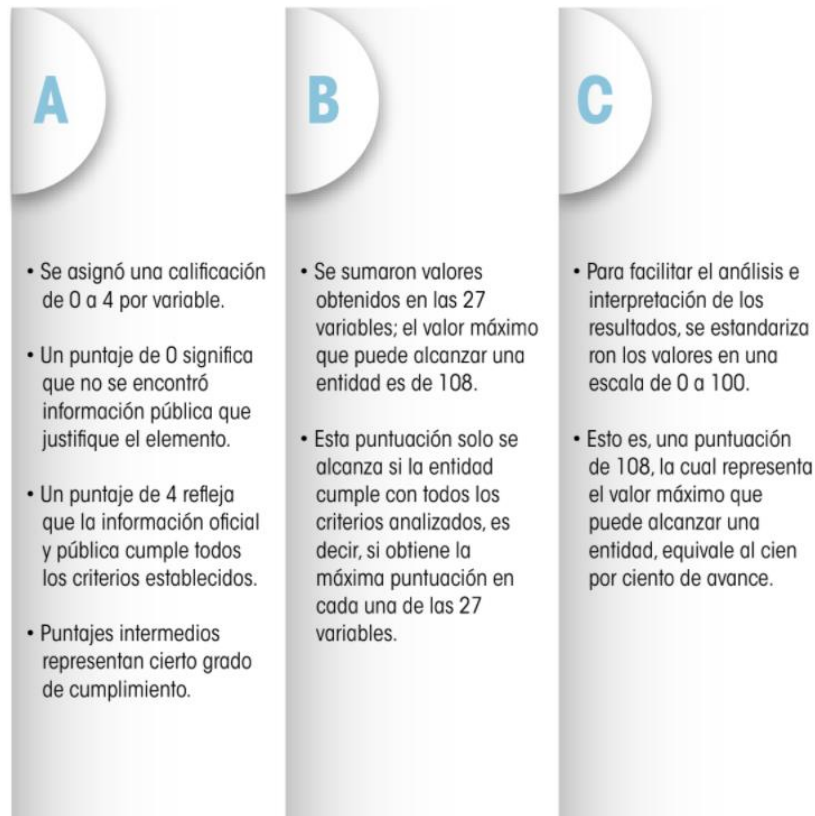 A
• Se asignó una calificación
de 0 a 4 por variable.
• Un puntaje de 0 significa
que no se encontró
información pública que
justifique el elemento.
• Un puntaje de 4 refleja
que la información oficial
y pública cumple todos
los criterios establecidos.
• Puntajes intermedios
representan cierto grado
de cumplimiento.
B
• Se sumaron valores
obtenidos en las 27
variables; el valor máximo
que puede alcanzar una
entidad es de 108.
• Esta puntuación solo se
alcanza si la entidad
cumple con todos los
criterios analizados, es
decir, si obtiene la
máxima puntuación en
cada una de las 27
variables.
C
• Para facilitar el análisis e
interpretación de los
resultados, se estandariza
ron los valores en una
escala de 0 a 100.
• Esto es, una puntuación
de 108, la cual representa
el valor máximo que
puede alcanzar una
entidad, equivale al cien
por ciento de avance.